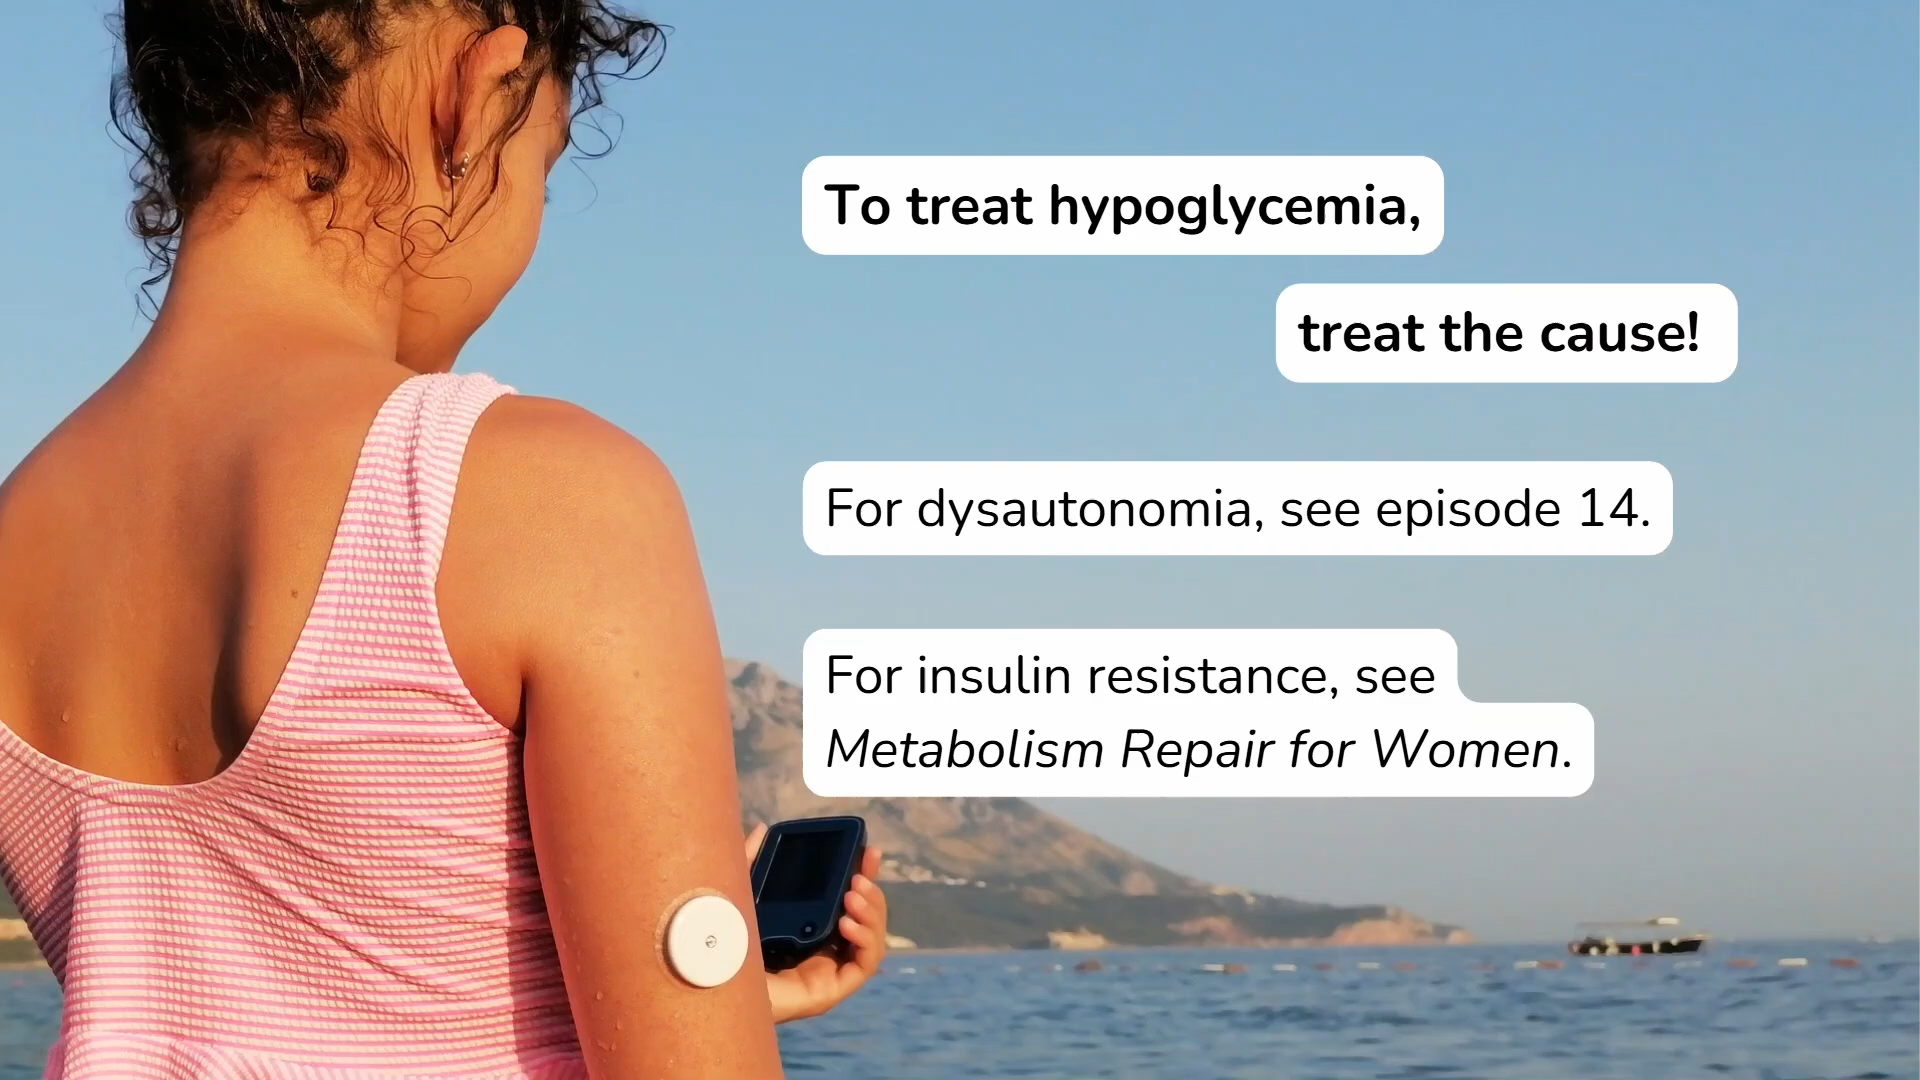 To treat hypoglycemia,
treat the cause!
For dysautonomia, see episode 14.
For insulin resistance, see
Metabolism Repair for Women.